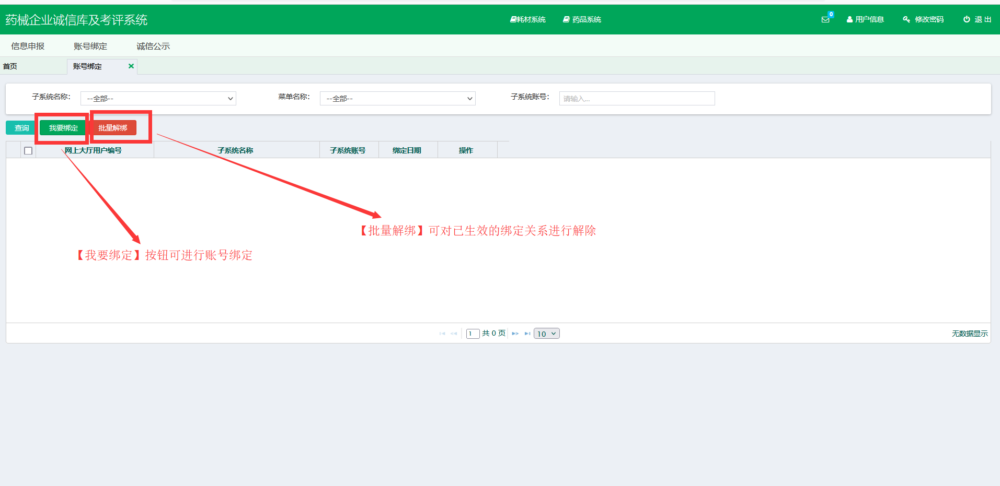 药械企业诚信库及考评系统 耗材系统 药品系统 0 用户信息 修改密码 退 出
信息申报 账号绑定 诚信公示
首页 账号绑定
子系统名称： --全部-- 菜单名称： --全部-- 子系统账号： 请输入...
查询 我要绑定 批量解绑
网上大厅用户编号 子系统名称 子系统账号 绑定日期 操作
【批量解绑】可对已生效的绑定关系进行解除
【我要绑定】按钮可进行账号绑定
1 共 0 页 10 无数据显示